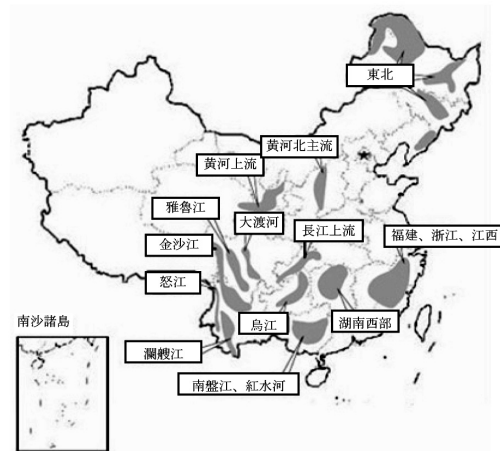 東北
黄河北主流
黄河上流
雅魯江
大渡河
長江上流
福建、浙江、江西
金沙江
怒江
烏江
湖南西部
南沙諸島
瀾艘江
南盤江、紅水河